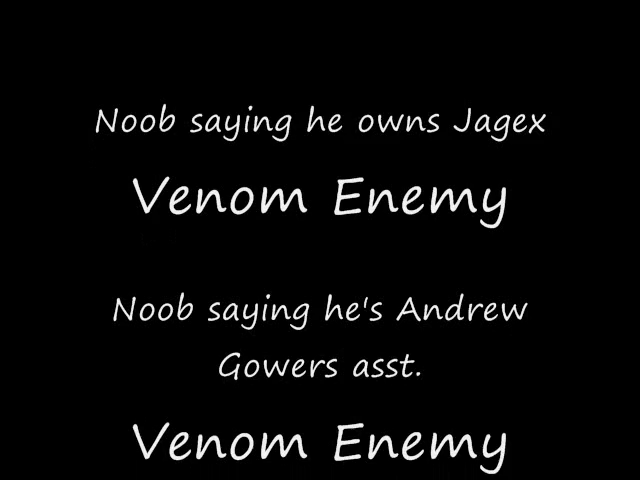 Noob saying he owns Jagex
Venom Enemy
Noob saying he's Andrew
Gowers asst.
Venom Enemy